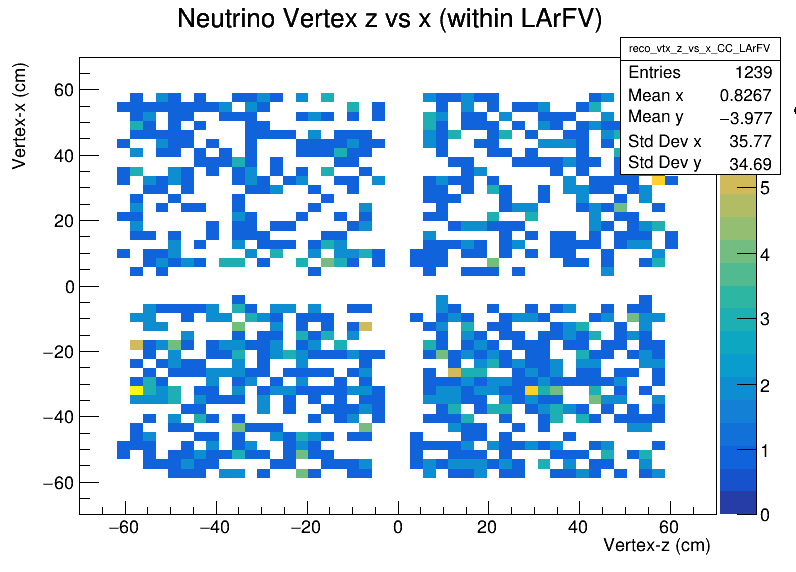 Neutrino Vertex z vs x (within LArFV)
reco_vtx_z_vs_x_CC_LArFV
Entries 1239
Mean x 0.8267
Mean y −3.977
Std Dev x 35.77
Std Dev y 34.69
Vertex-x (cm)
60
40
20
0
−20
−40
−60
5
4
3
2
1
0
−60 −40 −20 0 20 40 60
Vertex-z (cm)